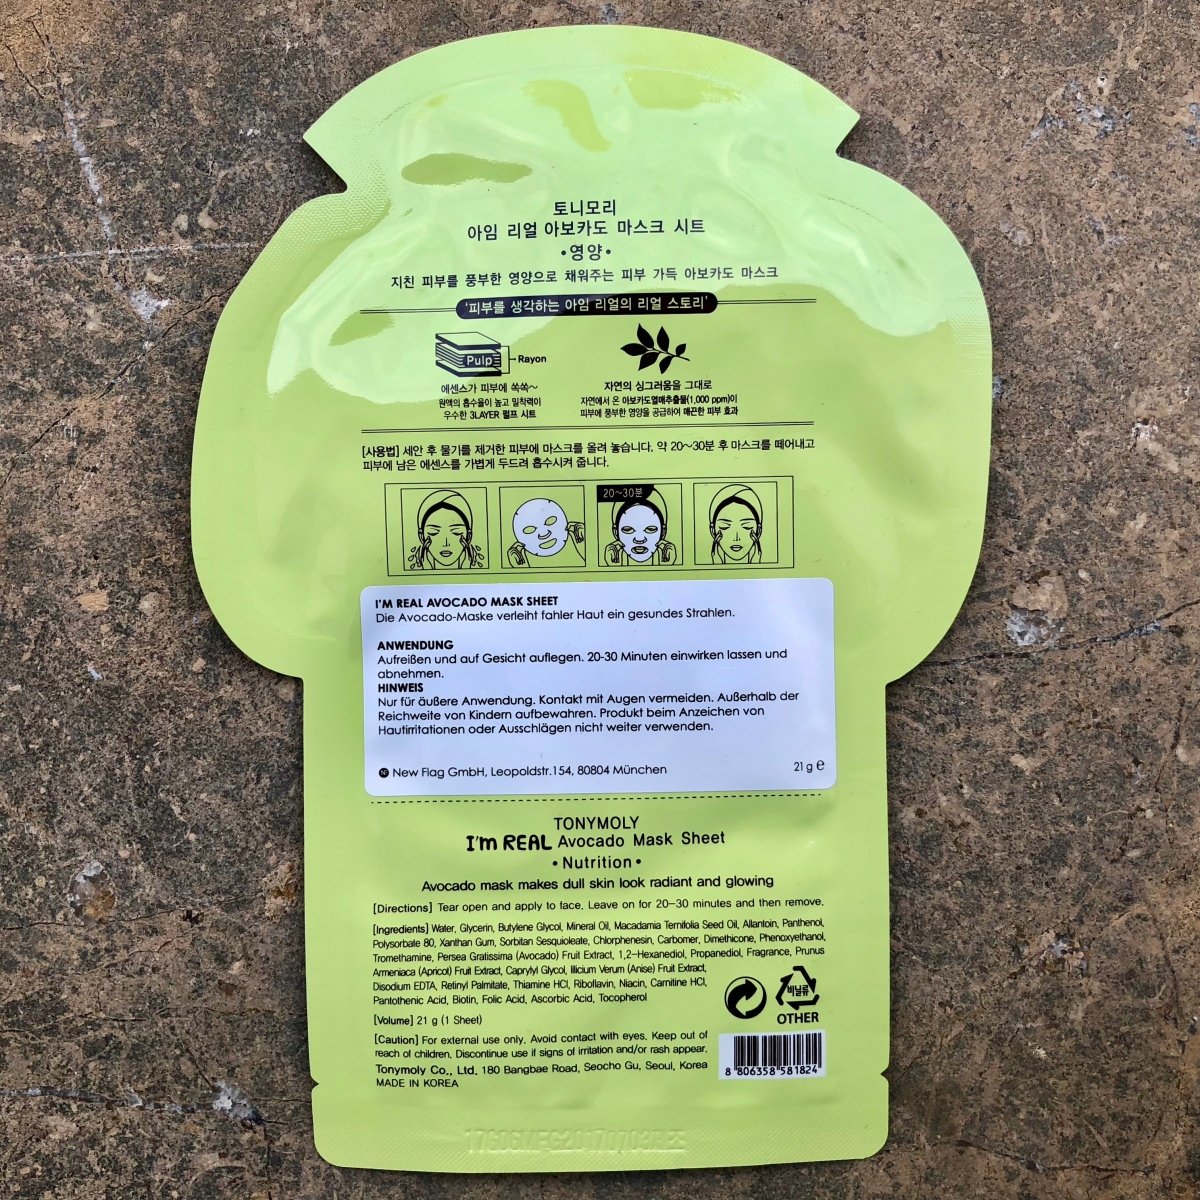 토니모리
아임 리얼 아보카도 마스크 시트
•영양•
지친 피부를 풍부한 영양으로 채워주는 피부 가득 아보카도 마스크
'피부를 생각하는 아임 리얼의 리얼 스토리'
Pulp
Rayon
에센스가 피부에 쏙쏙~
원액의 흡수율이 높고 밀착력이
우수한 3LAYER 펄프 시트
자연의 싱그러움을 그대로
자연에서 온 아보카도열매추출물(1,000 ppm)이
피부에 풍부한 영양을 공급하여 매끈한 피부 효과
[사용법] 세안 후 물기를 제거한 피부에 마스크를 올려 놓습니다. 약 20~30분 후 마스크를 떼어내고
피부에 남은 에센스를 가볍게 두드려 흡수시켜 줍니다.
20~30분
I'M REAL AVOCADO MASK SHEET
Die Avocado-Maske verleiht fahler Haut ein gesundes Strahlen.
ANWENDUNG
Aufreißen und auf Gesicht auflegen. 20-30 Minuten einwirken lassen und
abnehmen.
HINWEIS
Nur für äußere Anwendung. Kontakt mit Augen vermeiden. Außerhalb der
Reichweite von Kindern aufbewahren. Produkt beim Anzeichen von
Hautirritationen oder Ausschlägen nicht weiter verwenden.
New Flag GmbH, Leopoldstr.154, 80804 München
21 g e
TONYMOLY
I'm REAL Avocado Mask Sheet
• Nutrition •
Avocado mask makes dull skin look radiant and glowing
[Directions] Tear open and apply to face. Leave on for 20-30 minutes and then remove.
[Ingredients] Water, Glycerin, Butylene Glycol, Mineral Oil, Macadamia Ternifolia Seed Oil, Allantoin, Panthenol,
Polysorbate 80, Xanthan Gum, Sorbitan Sesquioleate, Chlorphenesin, Carbomer, Dimethicone, Phenoxyethanol,
Tromethamine, Persea Gratissima (Avocado) Fruit Extract, 1,2-Hexanediol, Propanediol, Fragrance, Prunus
Armeniaca (Apricot) Fruit Extract, Caprylyl Glycol, Illicium Verum (Anise) Fruit Extract,
Disodium EDTA, Retinyl Palmitate, Thiamine HCl, Riboflavin, Niacin, Carnitine HCl,
Pantothenic Acid, Biotin, Folic Acid, Ascorbic Acid, Tocopherol
비닐류
OTHER
[Volume] 21 g (1 Sheet)
[Caution] For external use only. Avoid contact with eyes. Keep out of
reach of children. Discontinue use if signs of irritation and/or rash appear.
Tonymoly Co., Ltd. 180 Bangbae Road, Seocho Gu, Seoul, Korea
MADE IN KOREA
8 806358 581824